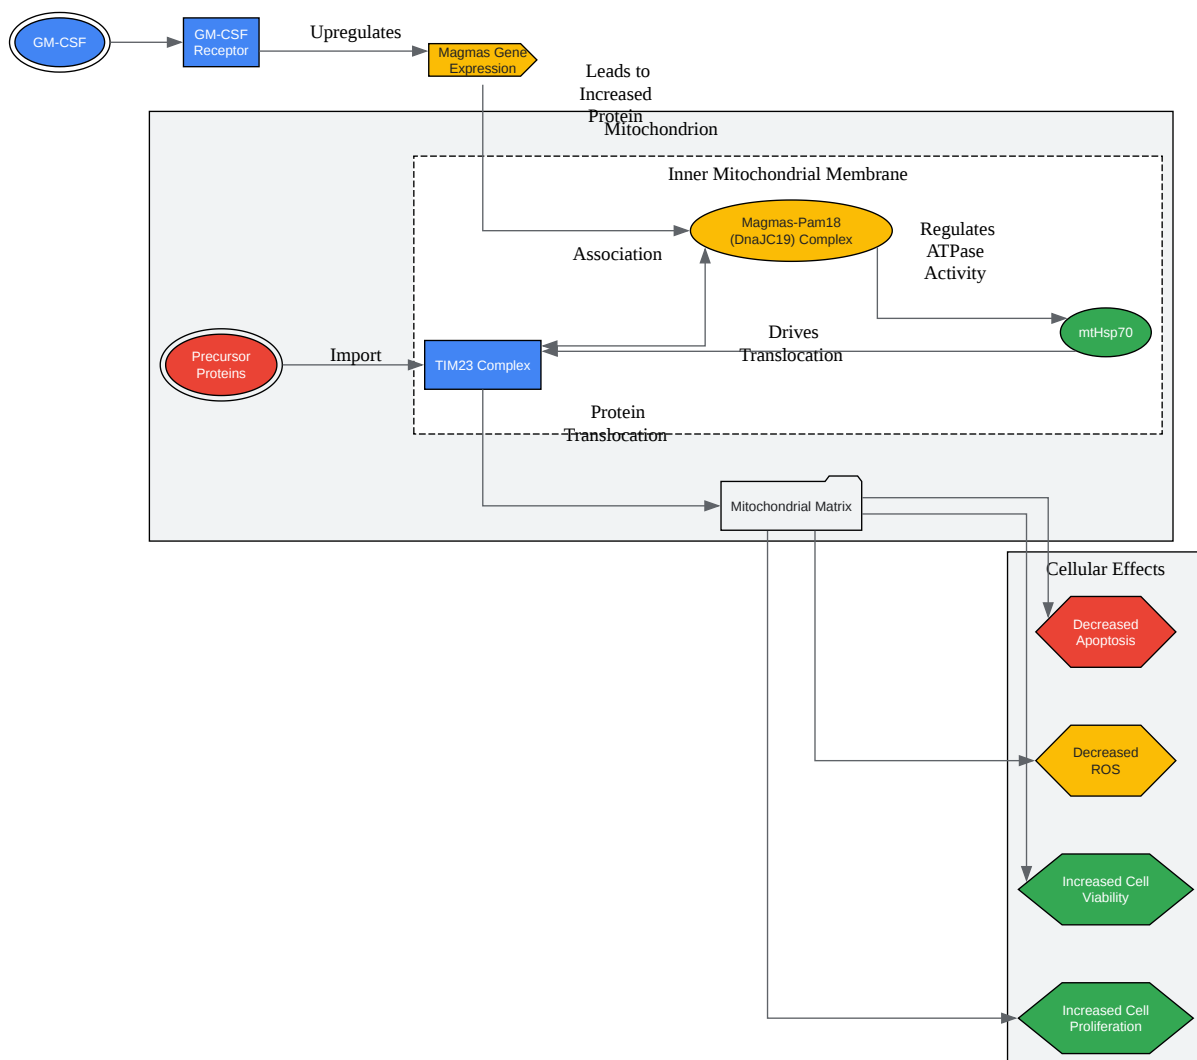 GM-CSF
GM-CSF
Receptor
Upregulates
Magmas Gene
Expression
Leads to
Increased
Protein
Mitochondrion
Inner Mitochondrial Membrane
Magmas-Pam18
(DnaJC19) Complex
Regulates
ATPase
Activity
Association
mtHsp70
Drives
Translocation
Precursor
Proteins
Import
TIM23 Complex
Protein
Translocation
Mitochondrial Matrix
Cellular Effects
Decreased
Apoptosis
Decreased
ROS
Increased Cell
Viability
Increased Cell
Proliferation